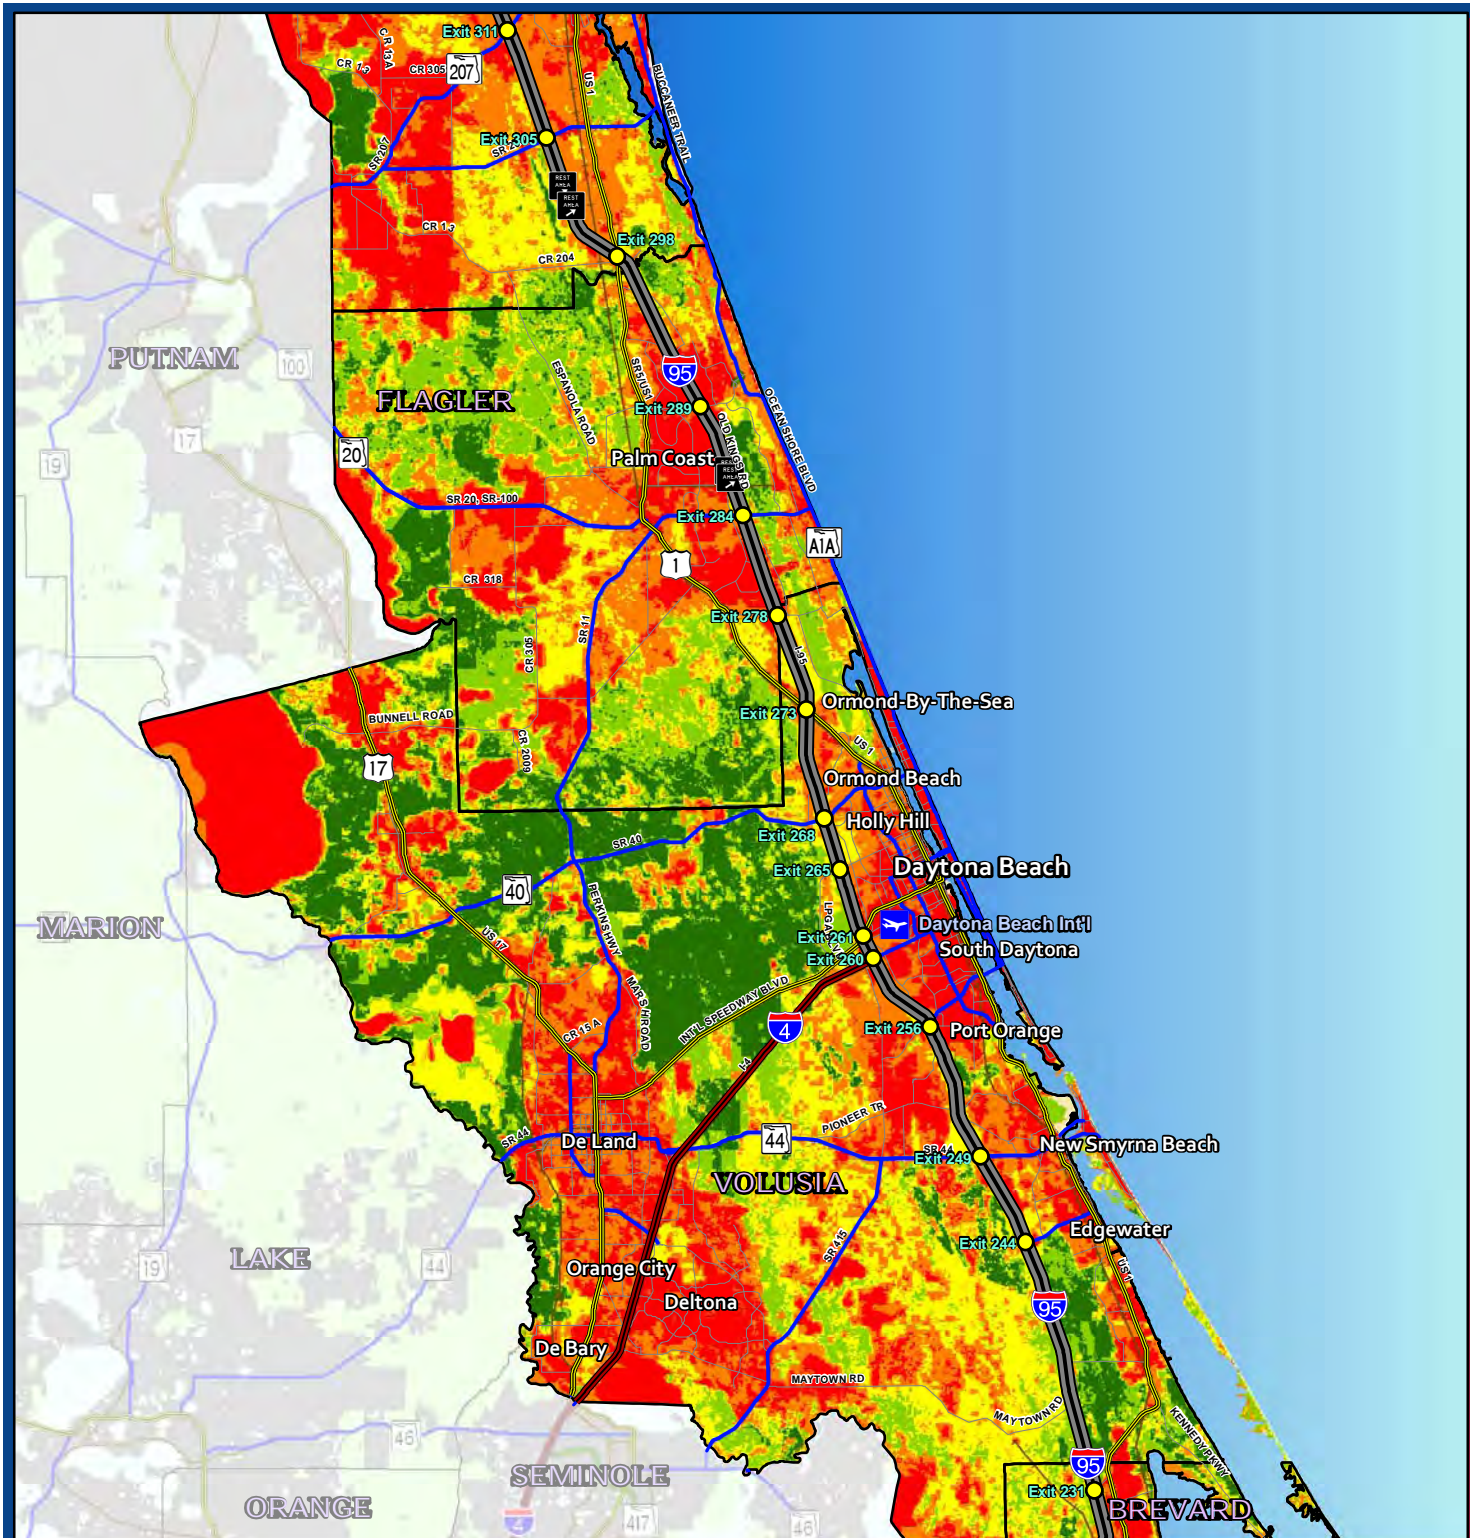 Exit 311
CR 13A
CR 13
CR 305
207
US 1
BUCCANEER TRAIL
Exit 305
SR 207
REST AREA
REST AREA
CR 13
Exit 298
CR 204
PUTNAM
100
FLAGLER
95
ESPANOLA ROAD
SR5/US1
Exit 289
OLD KINGS RD
OCEAN SHORE BLVD
17
19
20
Palm Coast
REST AREA
SR 20, SR-100
Exit 284
A1A
1
CR 318
Exit 278
SR 11
CR 305
I-95
Ormond-By-The-Sea
Exit 273
BUNNELL ROAD
CR 2009
US 1
17
Ormond Beach
Holly Hill
Exit 268
SR 40
Exit 265
Daytona Beach
40
PERKINS HWY
MARION
US 17
Daytona Beach Int'l
Exit 261
South Daytona
Exit 260
MARSH ROAD
INT'L SPEEDWAY BLVD
CR 15 A
4
Exit 256
Port Orange
I-4
PIONEER TR
SR 44
De Land
44
SR 44
New Smyrna Beach
Exit 249
VOLUSIA
Edgewater
Exit 244
SR 415
LAKE
19
44
Orange City
US 1
Deltona
95
De Bary
MAYTOWN RD
MAYTOWN RD
KENNEDY PKWY
46
95
SEMINOLE
Exit 231
ORANGE
BREVARD
4
417
46